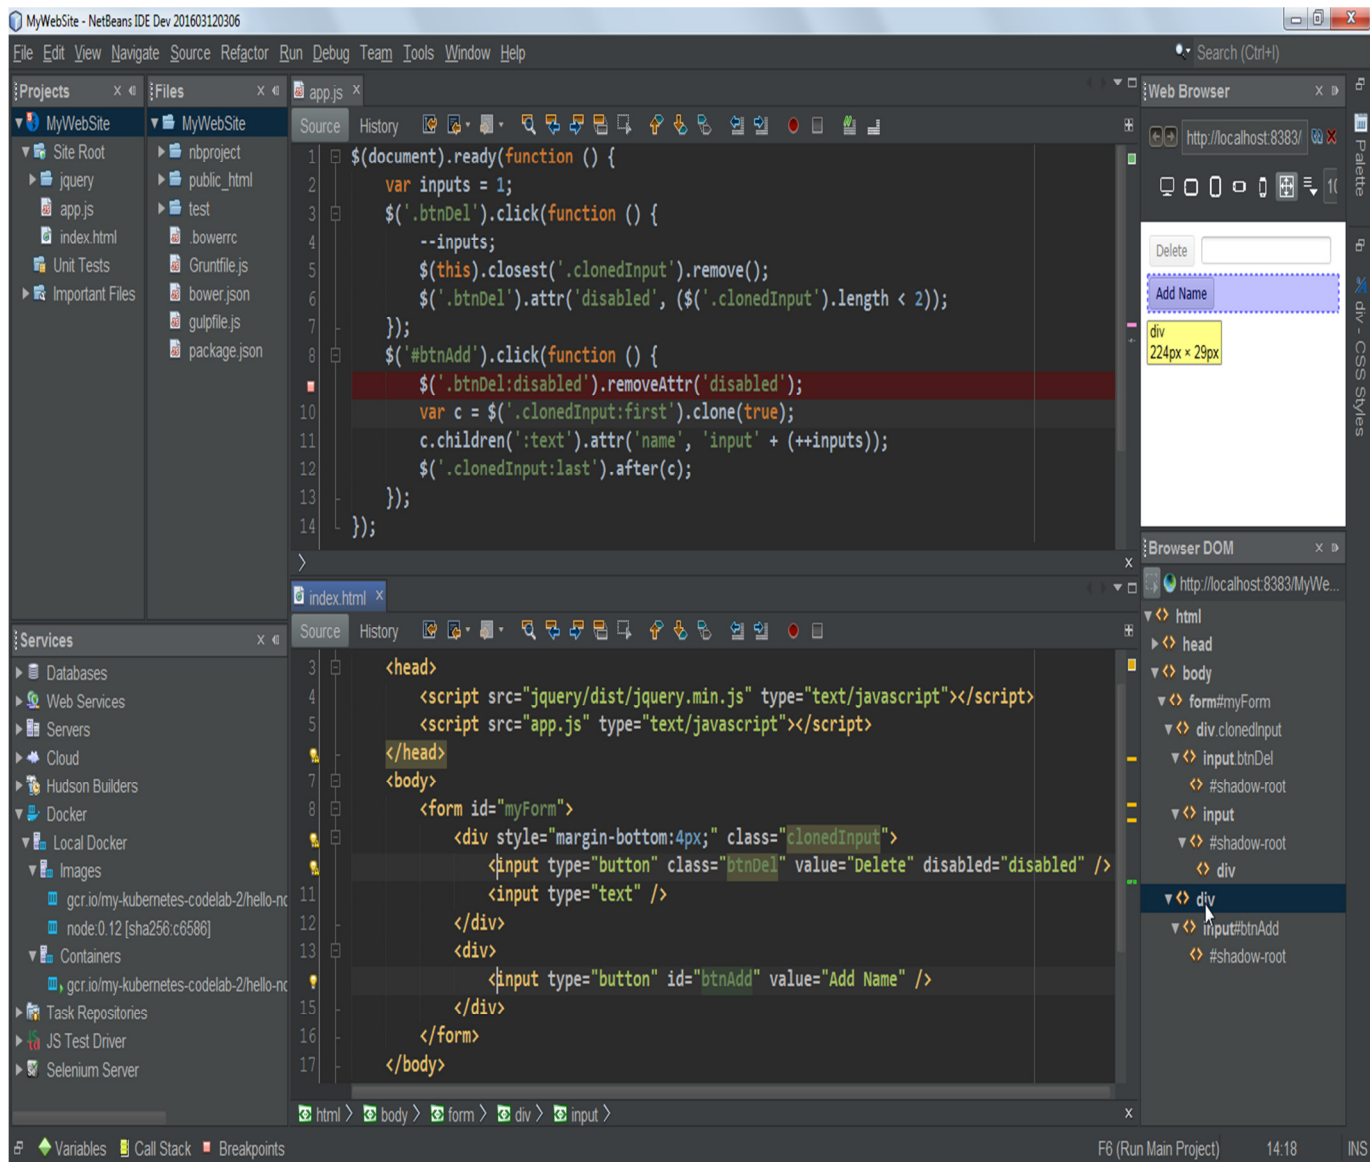 MyWebSite - NetBeans IDE Dev 201603120306
File Edit View Navigate Source Refactor Run Debug Team Tools Window Help
Search (Ctrl+I)
Projects
MyWebSite
Site Root
jquery
app.js
index.html
Unit Tests
Important Files
Files
MyWebSite
nbproject
public_html
test
.bowerrc
Gruntfile.js
bower.json
gulpfile.js
package.json
Services
Databases
Web Services
Servers
Cloud
Hudson Builders
Docker
Local Docker
Images
gcr.io/my-kubernetes-codelab-2/hello-nc
node:0.12 [sha256:c6586]
Containers
gcr.io/my-kubernetes-codelab-2/hello-nc
Task Repositories
JS Test Driver
Selenium Server
app.js
Source History
1 $(document).ready(function () {
2 var inputs = 1;
3 $('.btnDel').click(function () {
4 --inputs;
5 $(this).closest('.clonedInput').remove();
6 $('.btnDel').attr('disabled', ($('.clonedInput').length < 2));
7 });
8 $('#btnAdd').click(function () {
$('.btnDel:disabled').removeAttr('disabled');
10 var c = $('.clonedInput:first').clone(true);
11 c.children(':text').attr('name', 'input' + (++inputs));
12 $('.clonedInput:last').after(c);
13 });
14 });
index.html
Source History
3 <head>
4 <script src="jquery/dist/jquery.min.js" type="text/javascript"></script>
5 <script src="app.js" type="text/javascript"></script>
</head>
7 <body>
8 <form id="myForm">
<div style="margin-bottom:4px;" class="clonedInput">
<input type="button" class="btnDel" value="Delete" disabled="disabled" />
11 <input type="text" />
12 </div>
13 <div>
<input type="button" id="btnAdd" value="Add Name" />
15 </div>
16 </form>
17 </body>
html body form div input
Web Browser
http://localhost:8383/
10
Delete
Add Name
div
224px × 29px
Browser DOM
http://localhost:8383/MyWe...
html
head
body
form#myForm
div.clonedInput
input.btnDel
#shadow-root
input
#shadow-root
div
div
input#btnAdd
#shadow-root
Palette
div - CSS Styles
Variables Call Stack Breakpoints
F6 (Run Main Project) 14:18 INS